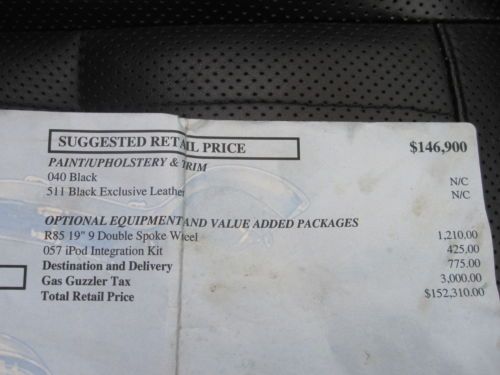 SUGGESTED RETAIL PRICE $146,900
PAINT/UPHOLSTERY & TRIM
040 Black N/C
511 Black Exclusive Leather N/C
OPTIONAL EQUIPMENT AND VALUE ADDED PACKAGES
R85 19" 9 Double Spoke Wheel 1,210.00
057 iPod Integration Kit 425.00
Destination and Delivery 775.00
Gas Guzzler Tax 3,000.00
Total Retail Price $152,310.00